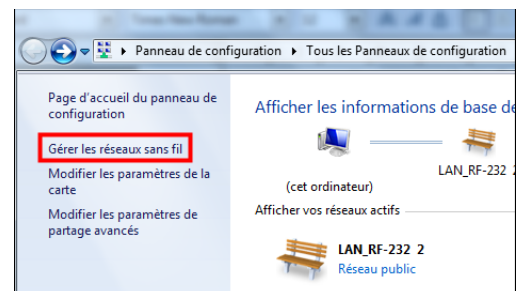 Panneau de configuration ▸ Tous les Panneaux de configuration
Page d'accueil du panneau de
configuration
Gérer les réseaux sans fil
Modifier les paramètres de la
carte
Modifier les paramètres de
partage avancés
Afficher les informations de base de
LAN_RF-232 2
(cet ordinateur)
Afficher vos réseaux actifs
LAN_RF-232 2
Réseau public